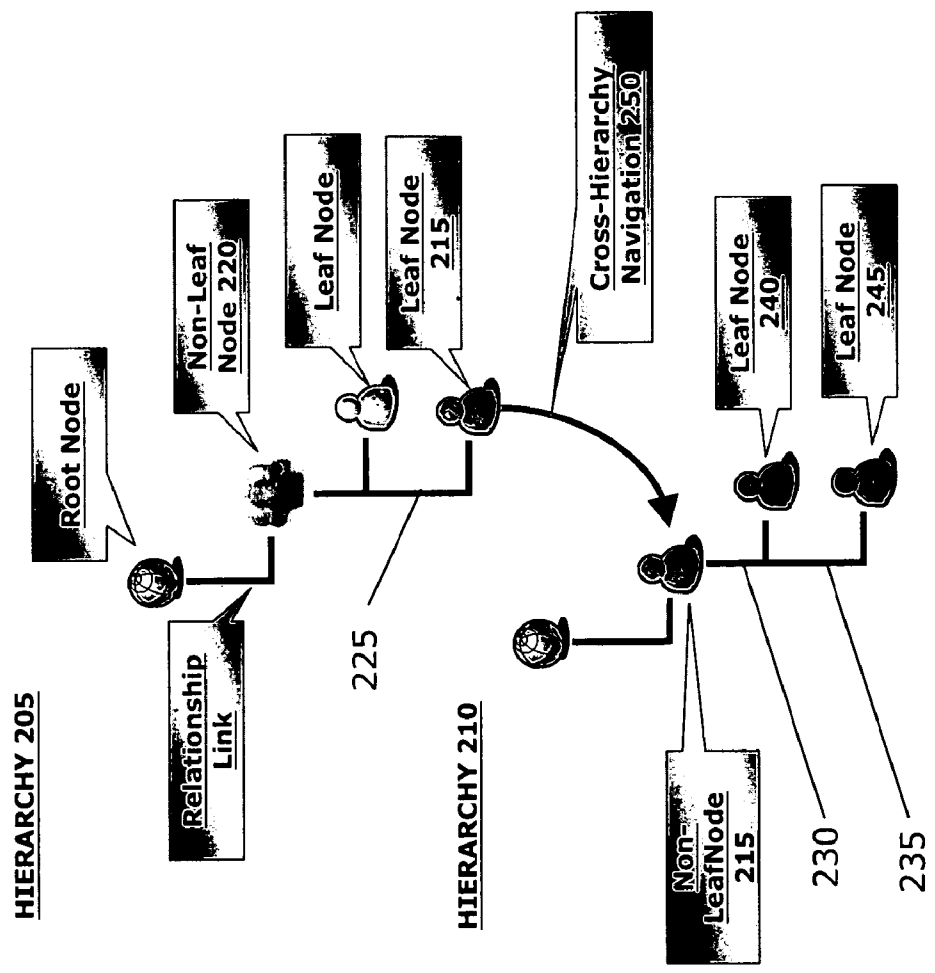 HIERARCHY 205
Root Node
Relationship
Link
Non-Leaf
Node 220
Leaf Node
225
Leaf Node
215
HIERARCHY 210
Cross-Hierarchy
Navigation 250
Non-
LeafNode
215
Leaf Node
240
230
Leaf Node
245
235